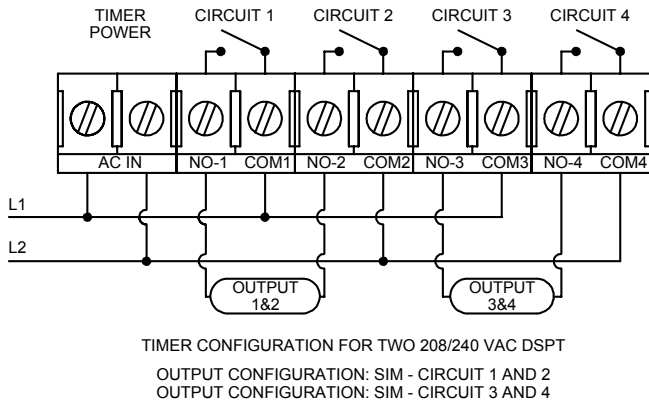 TIMER
POWER
CIRCUIT 1
CIRCUIT 2
CIRCUIT 3
CIRCUIT 4
AC IN
NO-1
COM1
NO-2
COM2
NO-3
COM3
NO-4
COM4
L1
L2
OUTPUT
1&2
OUTPUT
3&4
TIMER CONFIGURATION FOR TWO 208/240 VAC DSPT
OUTPUT CONFIGURATION: SIM - CIRCUIT 1 AND 2
OUTPUT CONFIGURATION: SIM - CIRCUIT 3 AND 4